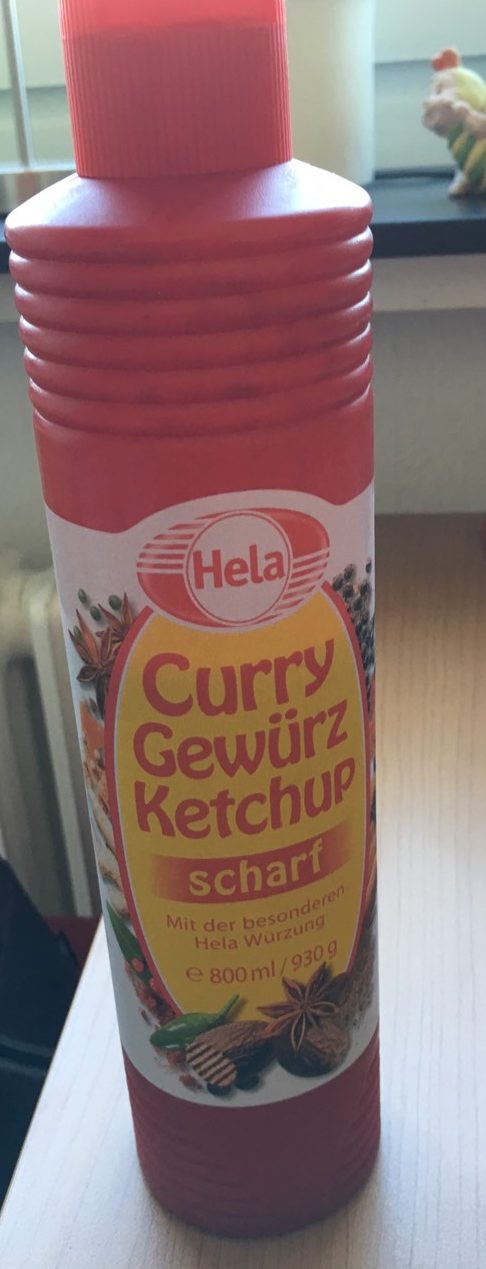 Hela
Curry
Gewürz
Ketchup
scharf
Mit der besonderen
Hela Würzung
℮ 800 ml / 930 g